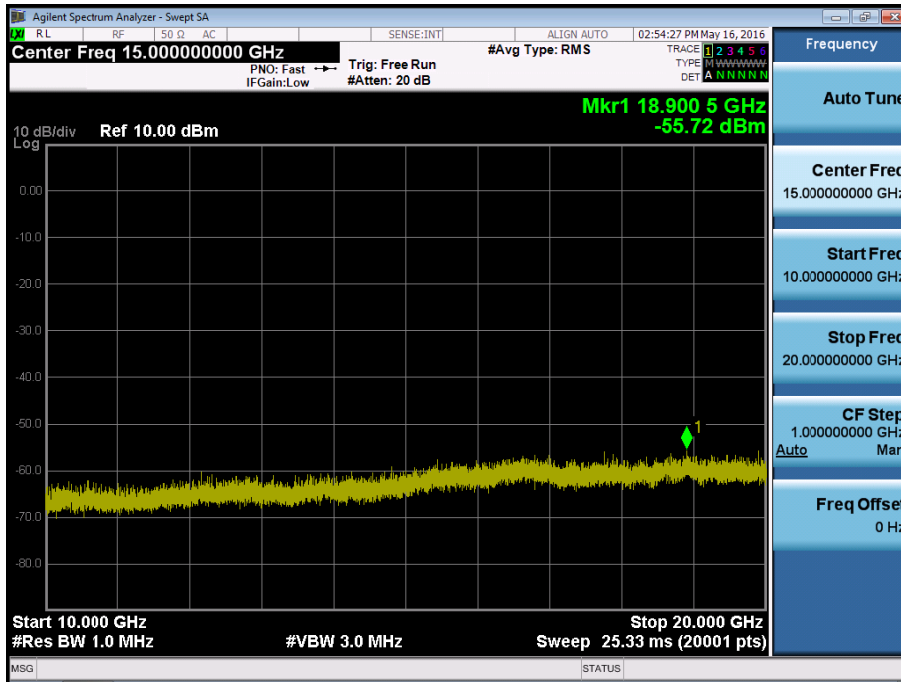 Agilent Spectrum Analyzer - Swept SA
LXI RL RF 50 Ω AC SENSE:INT ALIGN AUTO 02:54:27 PM May 16, 2016
Center Freq 15.000000000 GHz
PNO: Fast
IFGain:Low
Trig: Free Run
#Atten: 20 dB
#Avg Type: RMS
TRACE 1 2 3 4 5 6
TYPE M W W W W W
DET A N N N N N
Mkr1 18.900 5 GHz
-55.72 dBm
10 dB/div Ref 10.00 dBm
Log
0.00
-10.0
-20.0
-30.0
-40.0
-50.0
-60.0
-70.0
-80.0
1
Start 10.000 GHz Stop 20.000 GHz
#Res BW 1.0 MHz #VBW 3.0 MHz Sweep 25.33 ms (20001 pts)
MSG STATUS
Frequency
Auto Tune
Center Freq
15.000000000 GHz
Start Freq
10.000000000 GHz
Stop Freq
20.000000000 GHz
CF Step
1.000000000 GHz
Auto Man
Freq Offset
0 Hz